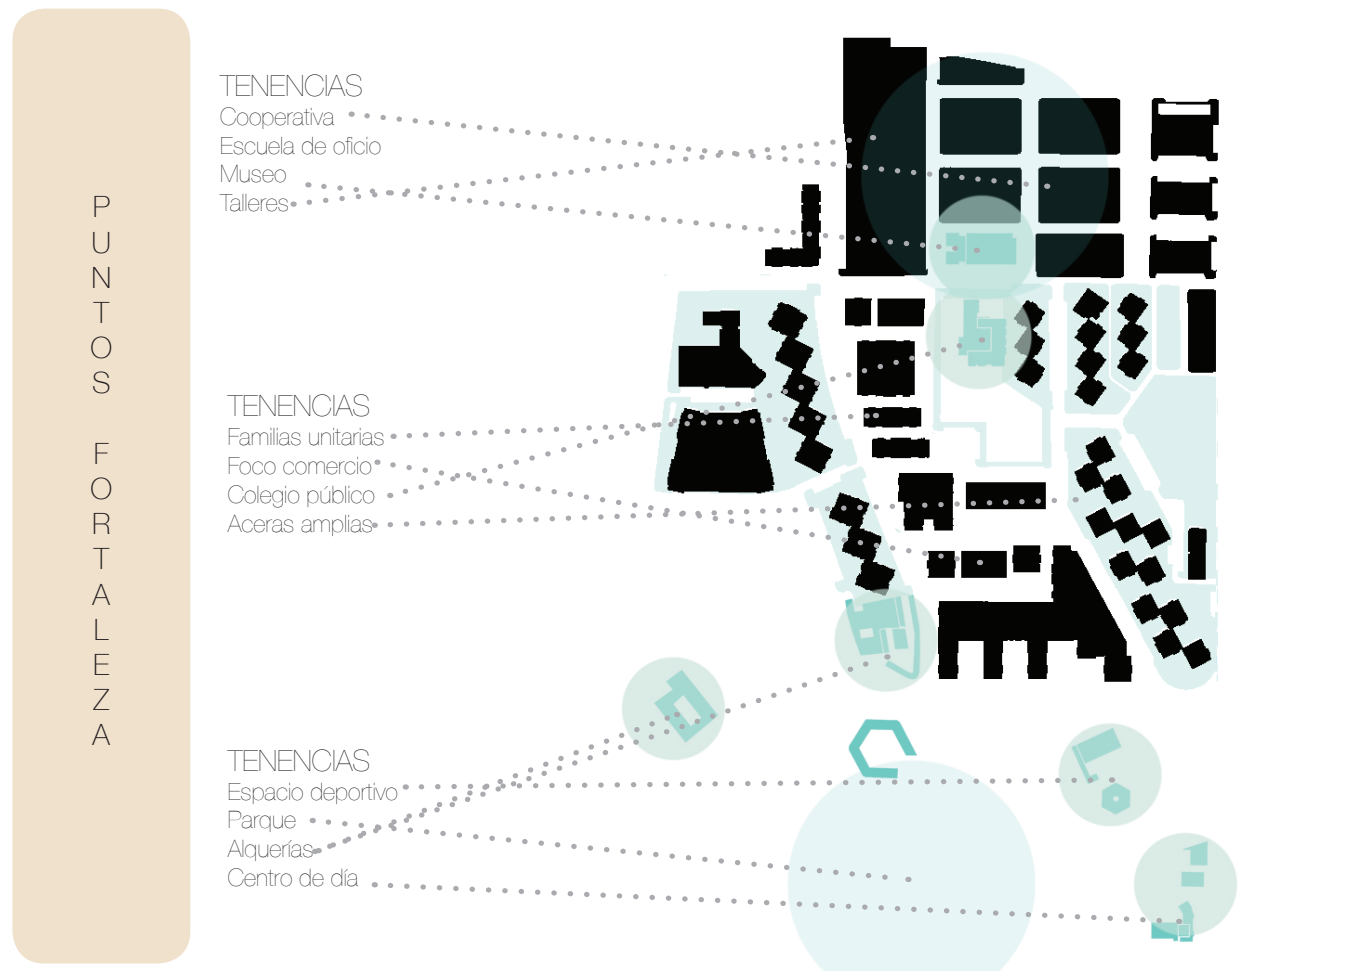 PUNTOS FORTALEZA
TENENCIAS
Cooperativa
Escuela de oficio
Museo
Talleres
TENENCIAS
Familias unitarias
Foco comercio
Colegio público
Aceras amplias
TENENCIAS
Espacio deportivo
Parque
Alquerías
Centro de día